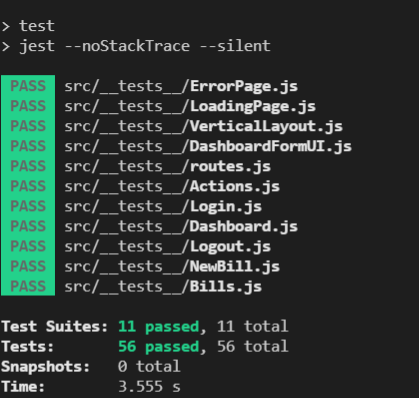 > test
> jest --noStackTrace --silent
PASS src/__tests__/ErrorPage.js
PASS src/__tests__/LoadingPage.js
PASS src/__tests__/VerticalLayout.js
PASS src/__tests__/DashboardFormUI.js
PASS src/__tests__/routes.js
PASS src/__tests__/Actions.js
PASS src/__tests__/Login.js
PASS src/__tests__/Dashboard.js
PASS src/__tests__/Logout.js
PASS src/__tests__/NewBill.js
PASS src/__tests__/Bills.js
Test Suites: 11 passed, 11 total
Tests: 56 passed, 56 total
Snapshots: 0 total
Time: 3.555 s